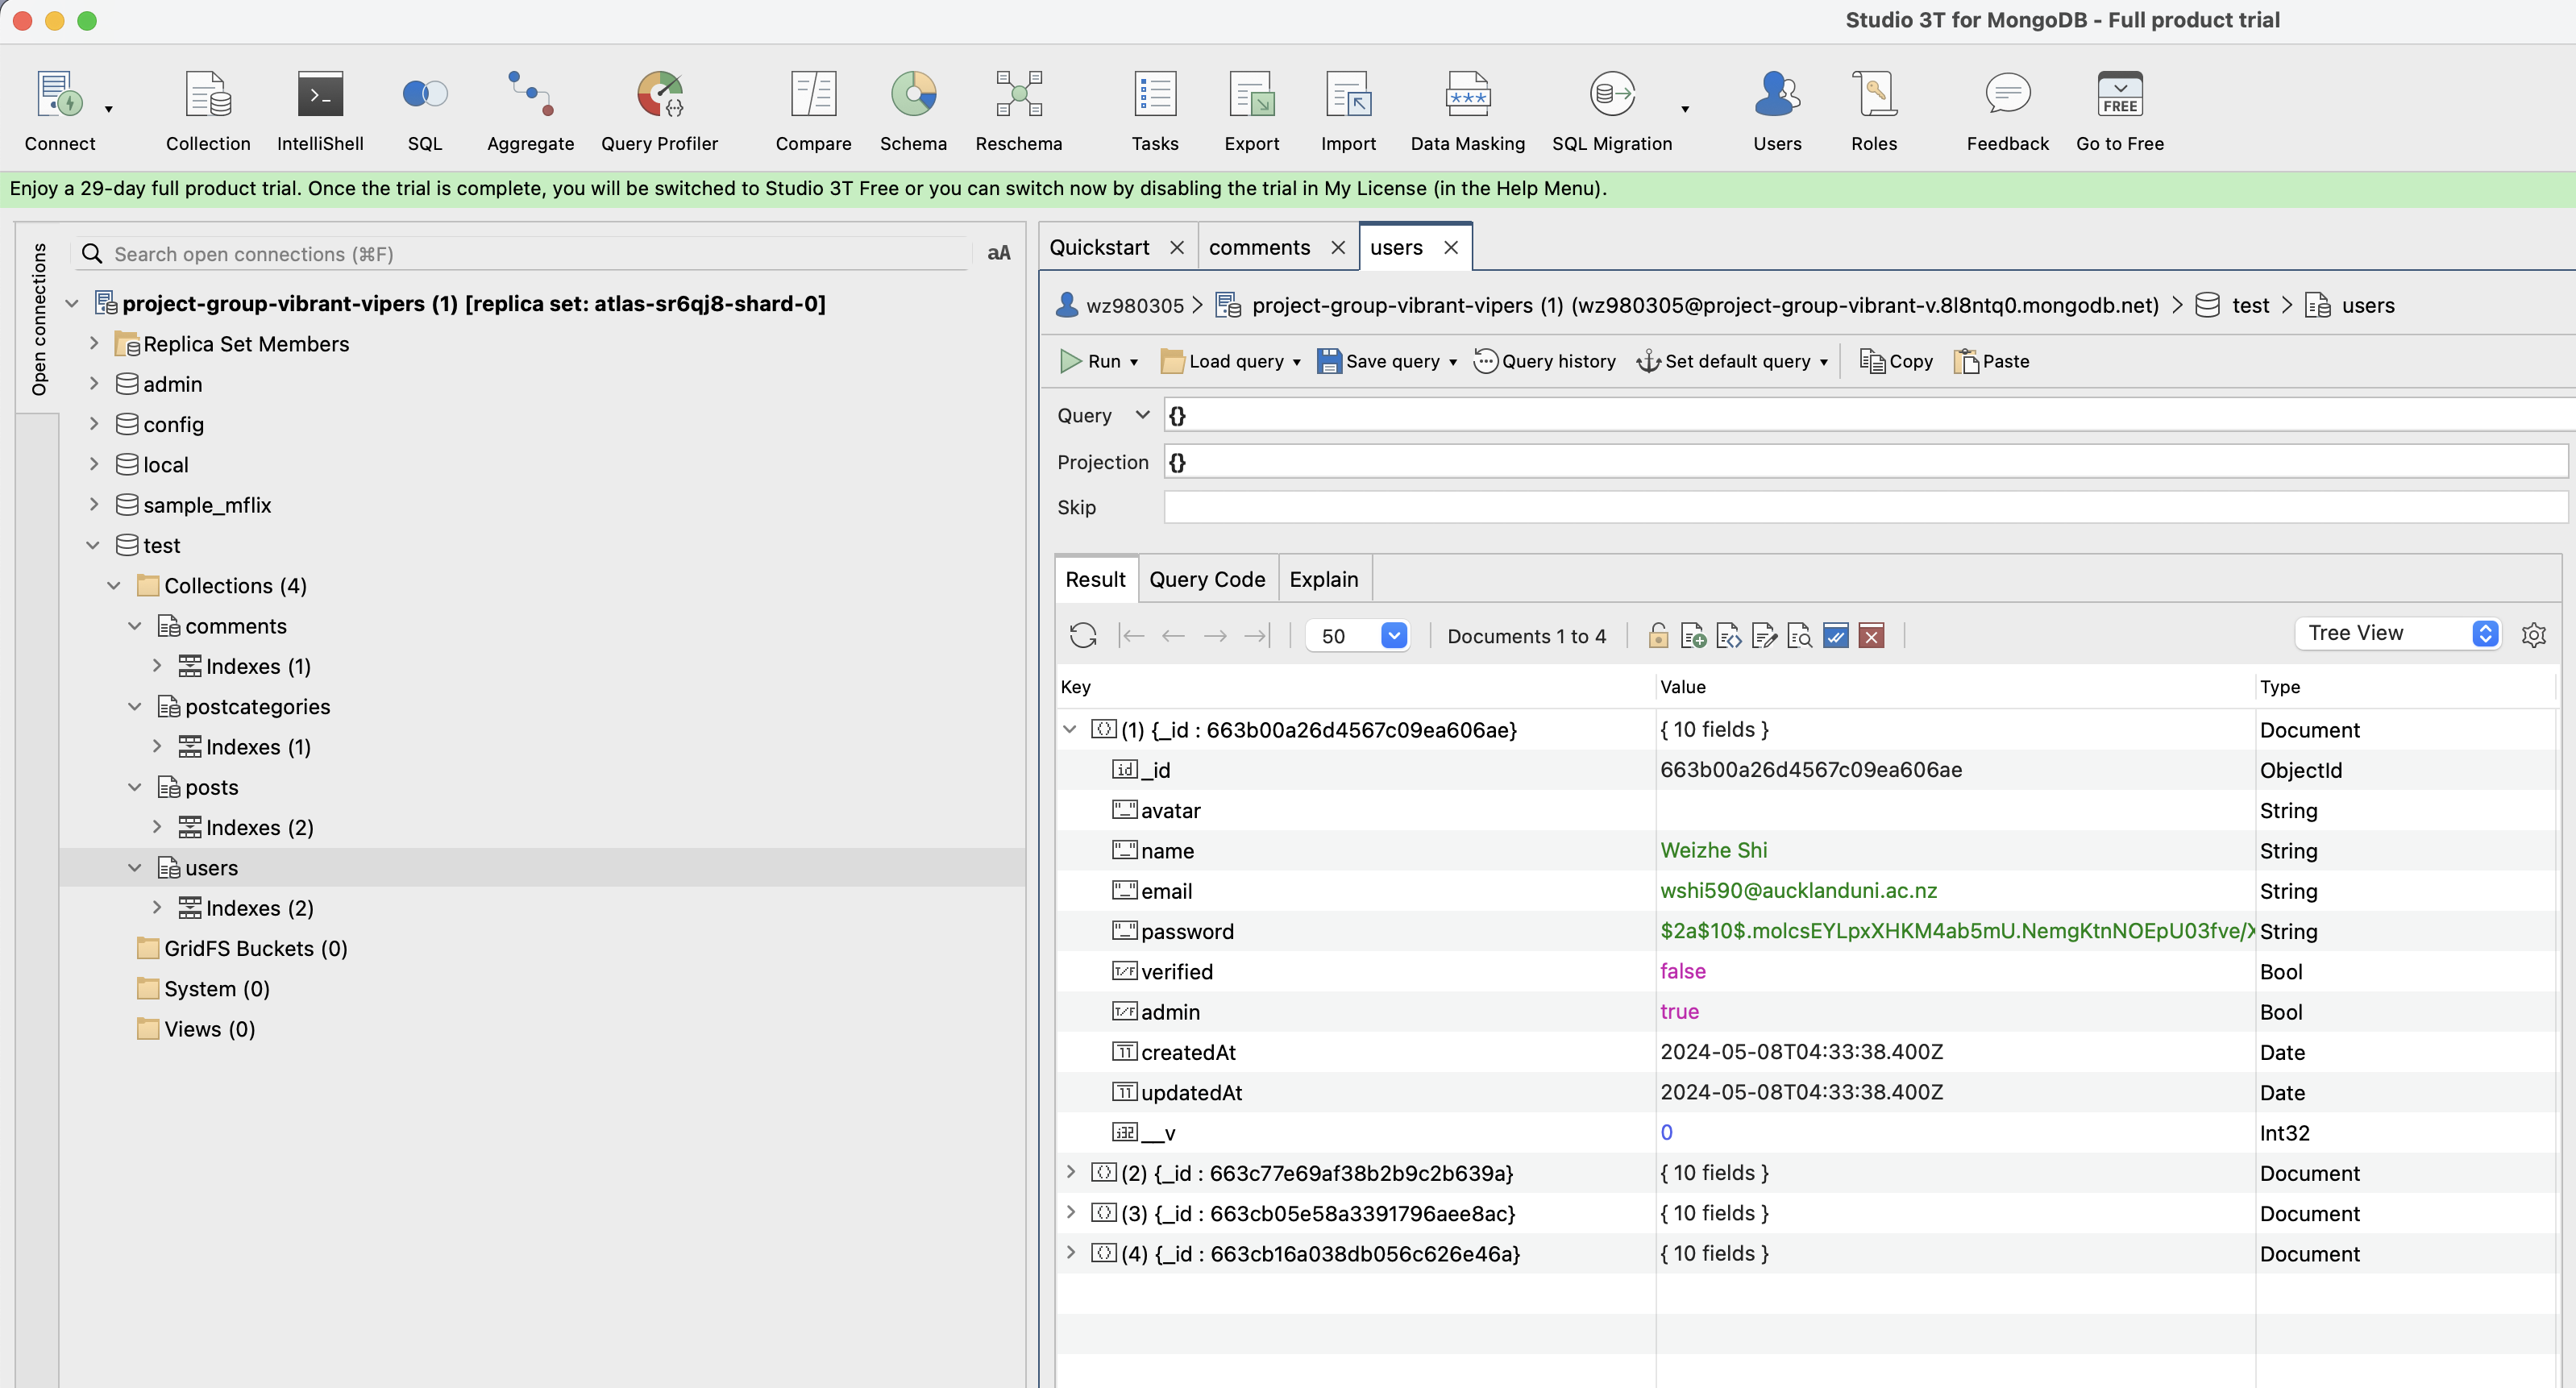 Studio 3T for MongoDB - Full product trial
Connect Collection IntelliShell SQL Aggregate Query Profiler Compare Schema Reschema Tasks Export Import Data Masking SQL Migration Users Roles Feedback Go to Free
FREE
Enjoy a 29-day full product trial. Once the trial is complete, you will be switched to Studio 3T Free or you can switch now by disabling the trial in My License (in the Help Menu).
Open connections
Search open connections (⌘F) aA
project-group-vibrant-vipers (1) [replica set: atlas-sr6qj8-shard-0]
Replica Set Members
admin
config
local
sample_mflix
test
Collections (4)
comments
Indexes (1)
postcategories
Indexes (1)
posts
Indexes (2)
users
Indexes (2)
GridFS Buckets (0)
System (0)
Views (0)
Quickstart comments users
wz980305 > project-group-vibrant-vipers (1) (wz980305@project-group-vibrant-v.8l8ntq0.mongodb.net) > test > users
Run Load query Save query Query history Set default query Copy Paste
Query {}
Projection {}
Skip
Result Query Code Explain
50 Documents 1 to 4 Tree View
Key Value Type
(1) {_id : 663b00a26d4567c09ea606ae} { 10 fields } Document
id _id 663b00a26d4567c09ea606ae ObjectId
"_" avatar String
"_" name Weizhe Shi String
"_" email wshi590@aucklanduni.ac.nz String
"_" password $2a$10$.molcsEYLpxXHKM4ab5mU.NemgKtnNOEpU03fve/X String
T/F verified false Bool
T/F admin true Bool
11 createdAt 2024-05-08T04:33:38.400Z Date
11 updatedAt 2024-05-08T04:33:38.400Z Date
i32 __v 0 Int32
(2) {_id : 663c77e69af38b2b9c2b639a} { 10 fields } Document
(3) {_id : 663cb05e58a3391796aee8ac} { 10 fields } Document
(4) {_id : 663cb16a038db056c626e46a} { 10 fields } Document